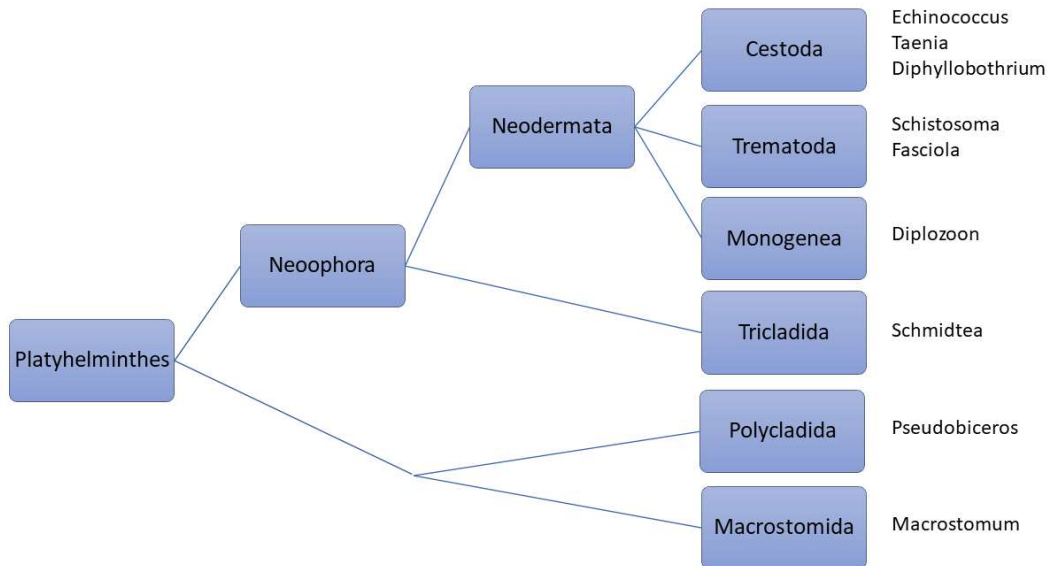 Echinococcus
Taenia
Diphyllobothrium
Cestoda
Neodermata
Schistosoma
Fasciola
Trematoda
Neoophora
Monogenea
Diplozoon
Platyhelminthes
Tricladida
Schmidtea
Polycladida
Pseudobiceros
Macrostomida
Macrostomum